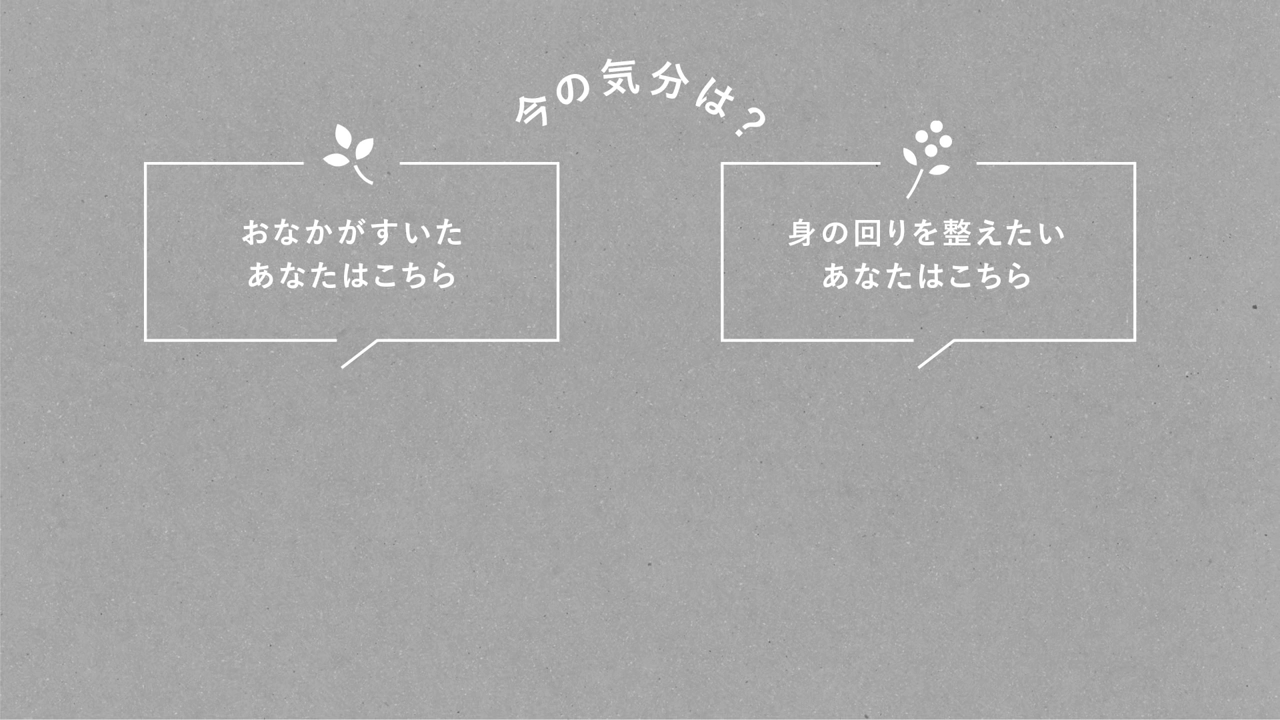 今の気分は？
おなかがすいた
あなたはこちら
身の回りを整えたい
あなたはこちら